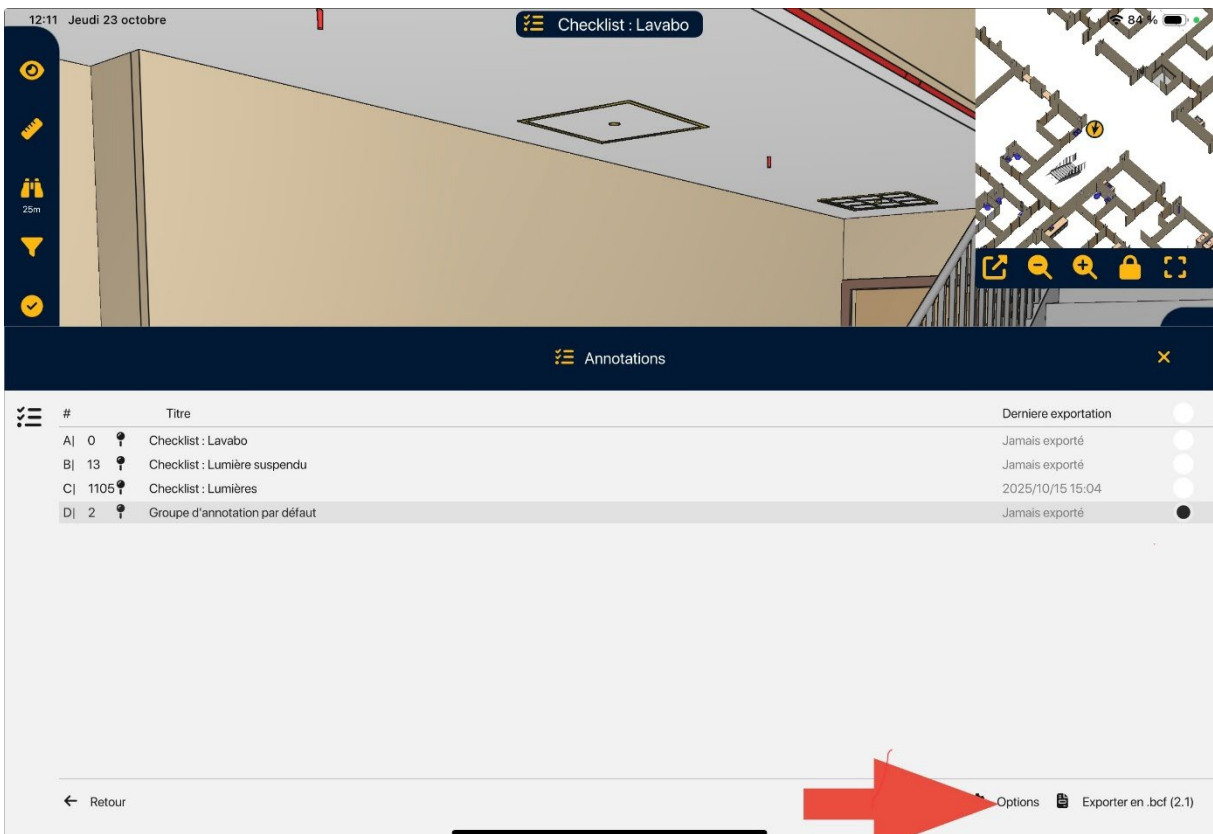 12:11 Jeudi 23 octobre
Checklist : Lavabo
84 %
25m
Annotations
# Titre Derniere exportation
A| 0 Checklist : Lavabo Jamais exporté
B| 13 Checklist : Lumière suspendu Jamais exporté
C| 1105 Checklist : Lumières 2025/10/15 15:04
D| 2 Groupe d'annotation par défaut Jamais exporté
Retour Options Exporter en .bcf (2.1)